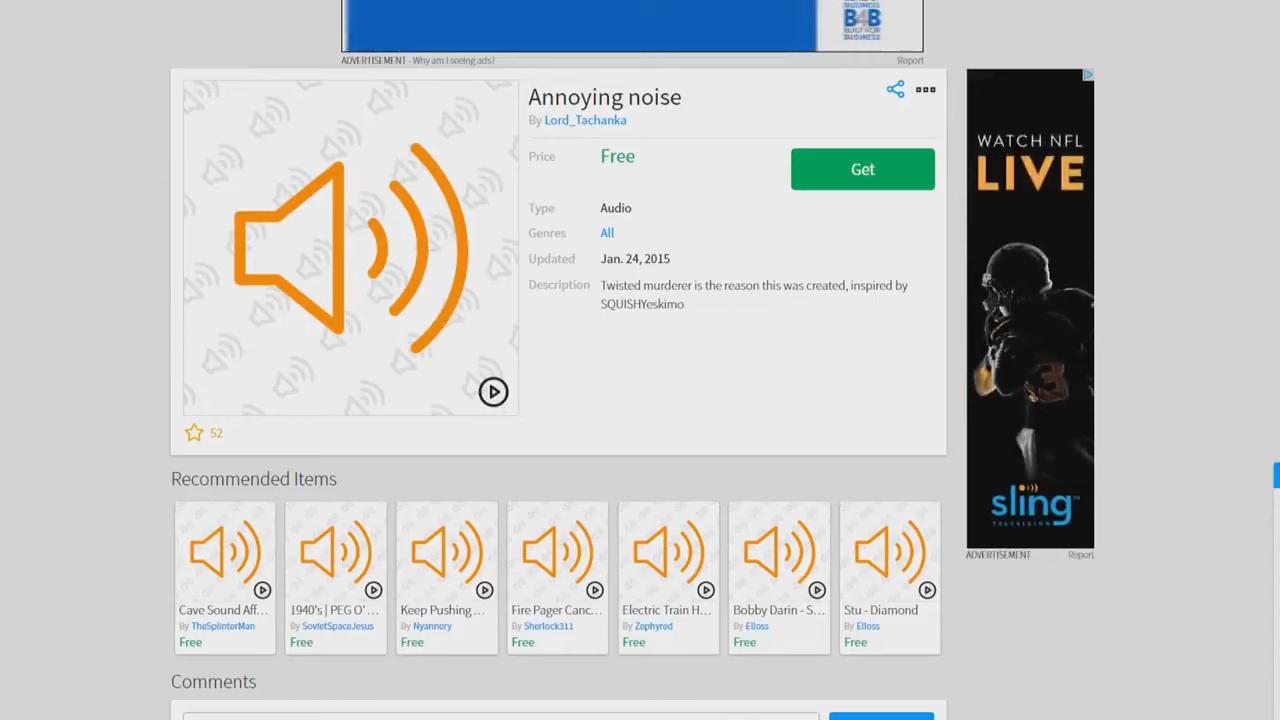 B4B
ADVERTISEMENT - Why am I seeing ads?
Report
Annoying noise
By Lord_Tachanka
Price Free
Get
Type Audio
Genres All
Updated Jan. 24, 2015
Description Twisted murderer is the reason this was created, inspired by
SQUISHYeskimo
52
WATCH NFL
LIVE
3
sling
TELEVISION
ADVERTISEMENT
Report
Recommended Items
Cave Sound Aff...
By TheSplinterMan
Free
1940's | PEG O' ...
By SovietSpaceJesus
Free
Keep Pushing ...
By Nyannery
Free
Fire Pager Canc...
By Sherlock311
Free
Electric Train H...
By Zephyred
Free
Bobby Darin - S...
By Elloss
Free
Stu - Diamond
By Elloss
Free
Comments